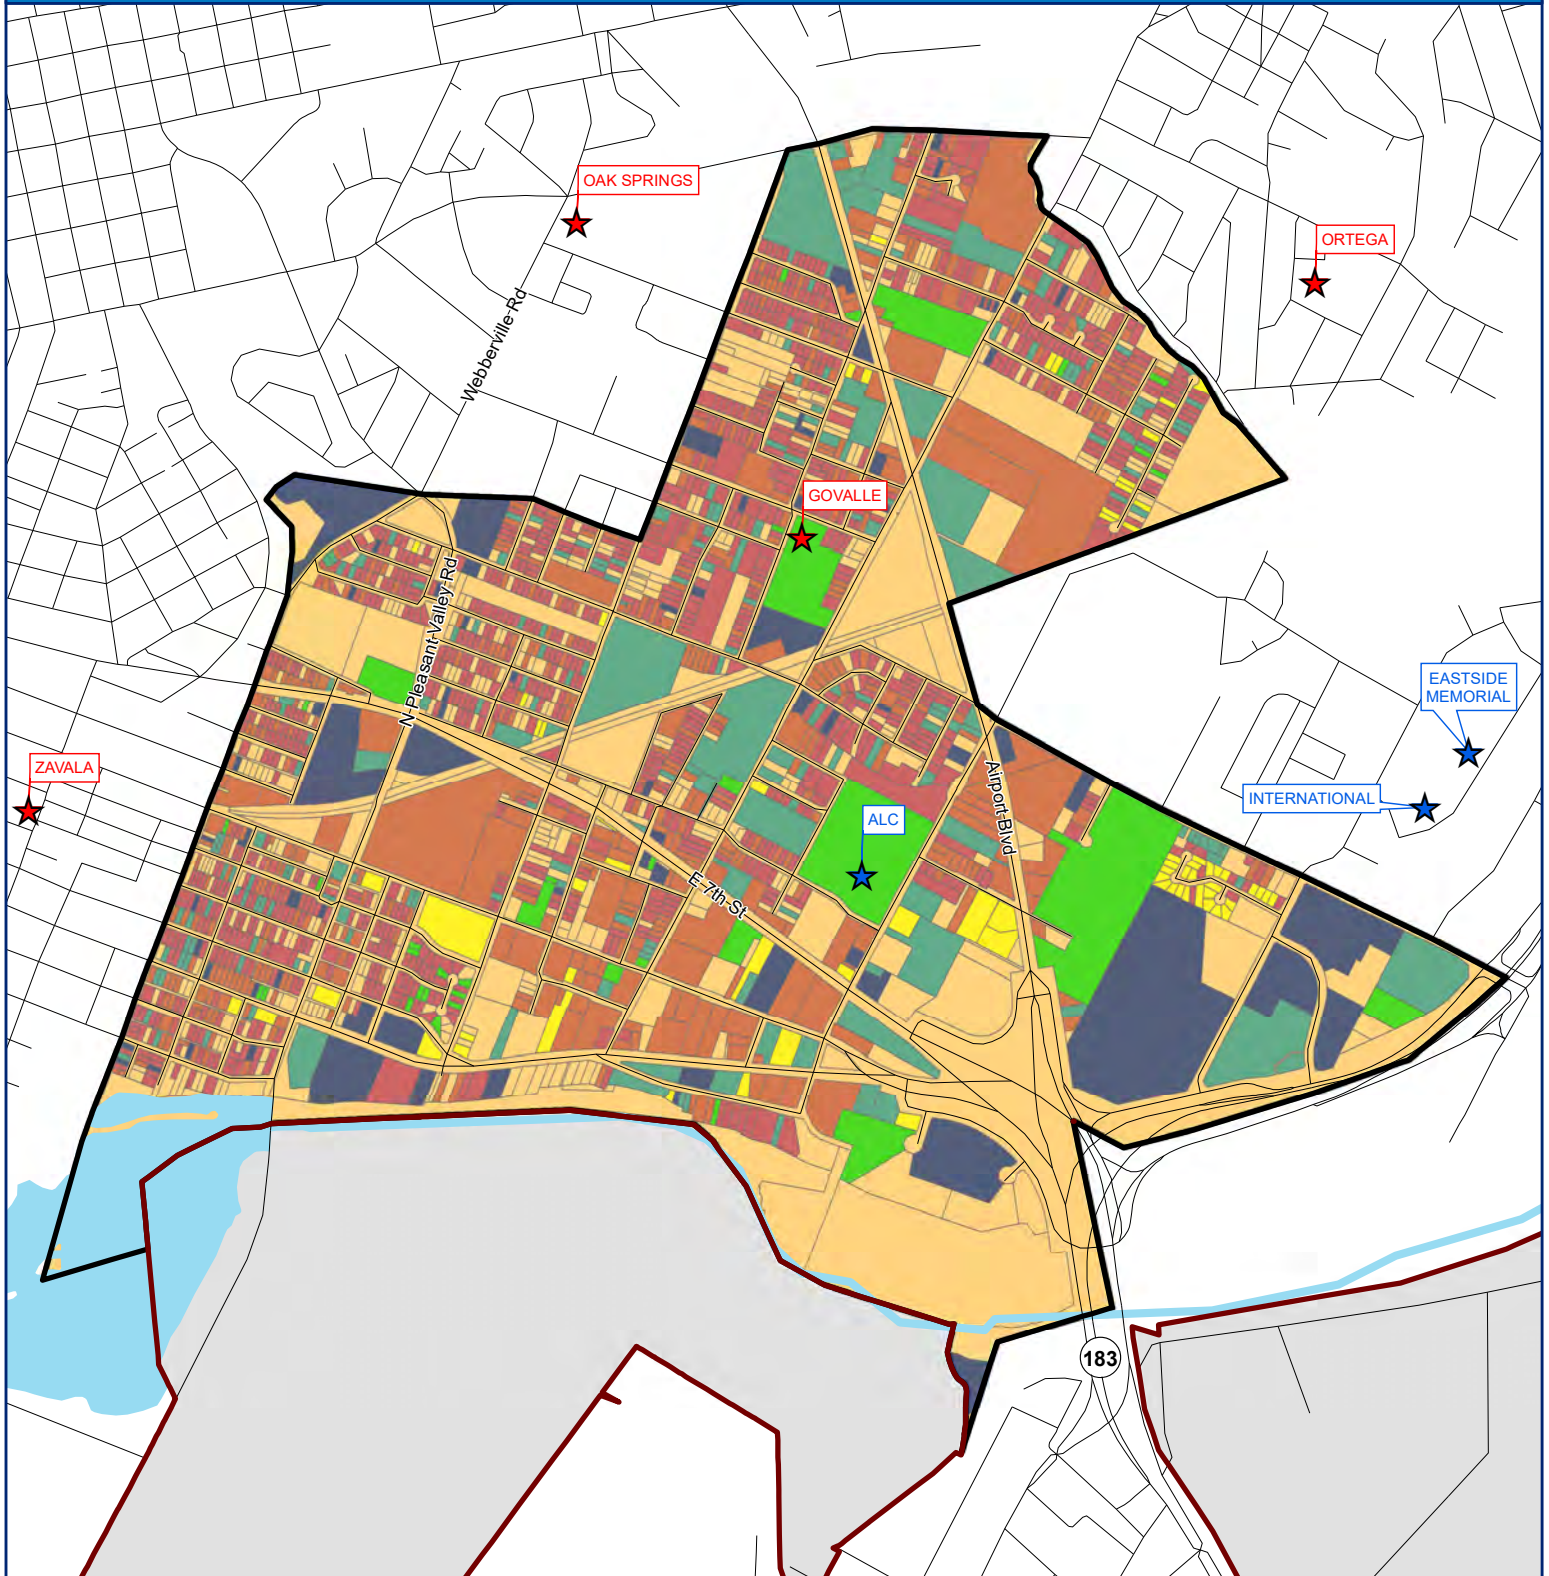 OAK SPRINGS
ORTEGA
Webberville Rd
GOVALLE
N Pleasant Valley Rd
EASTSIDE
MEMORIAL
ZAVALA
INTERNATIONAL
Airport Blvd
ALC
E 7th St
183